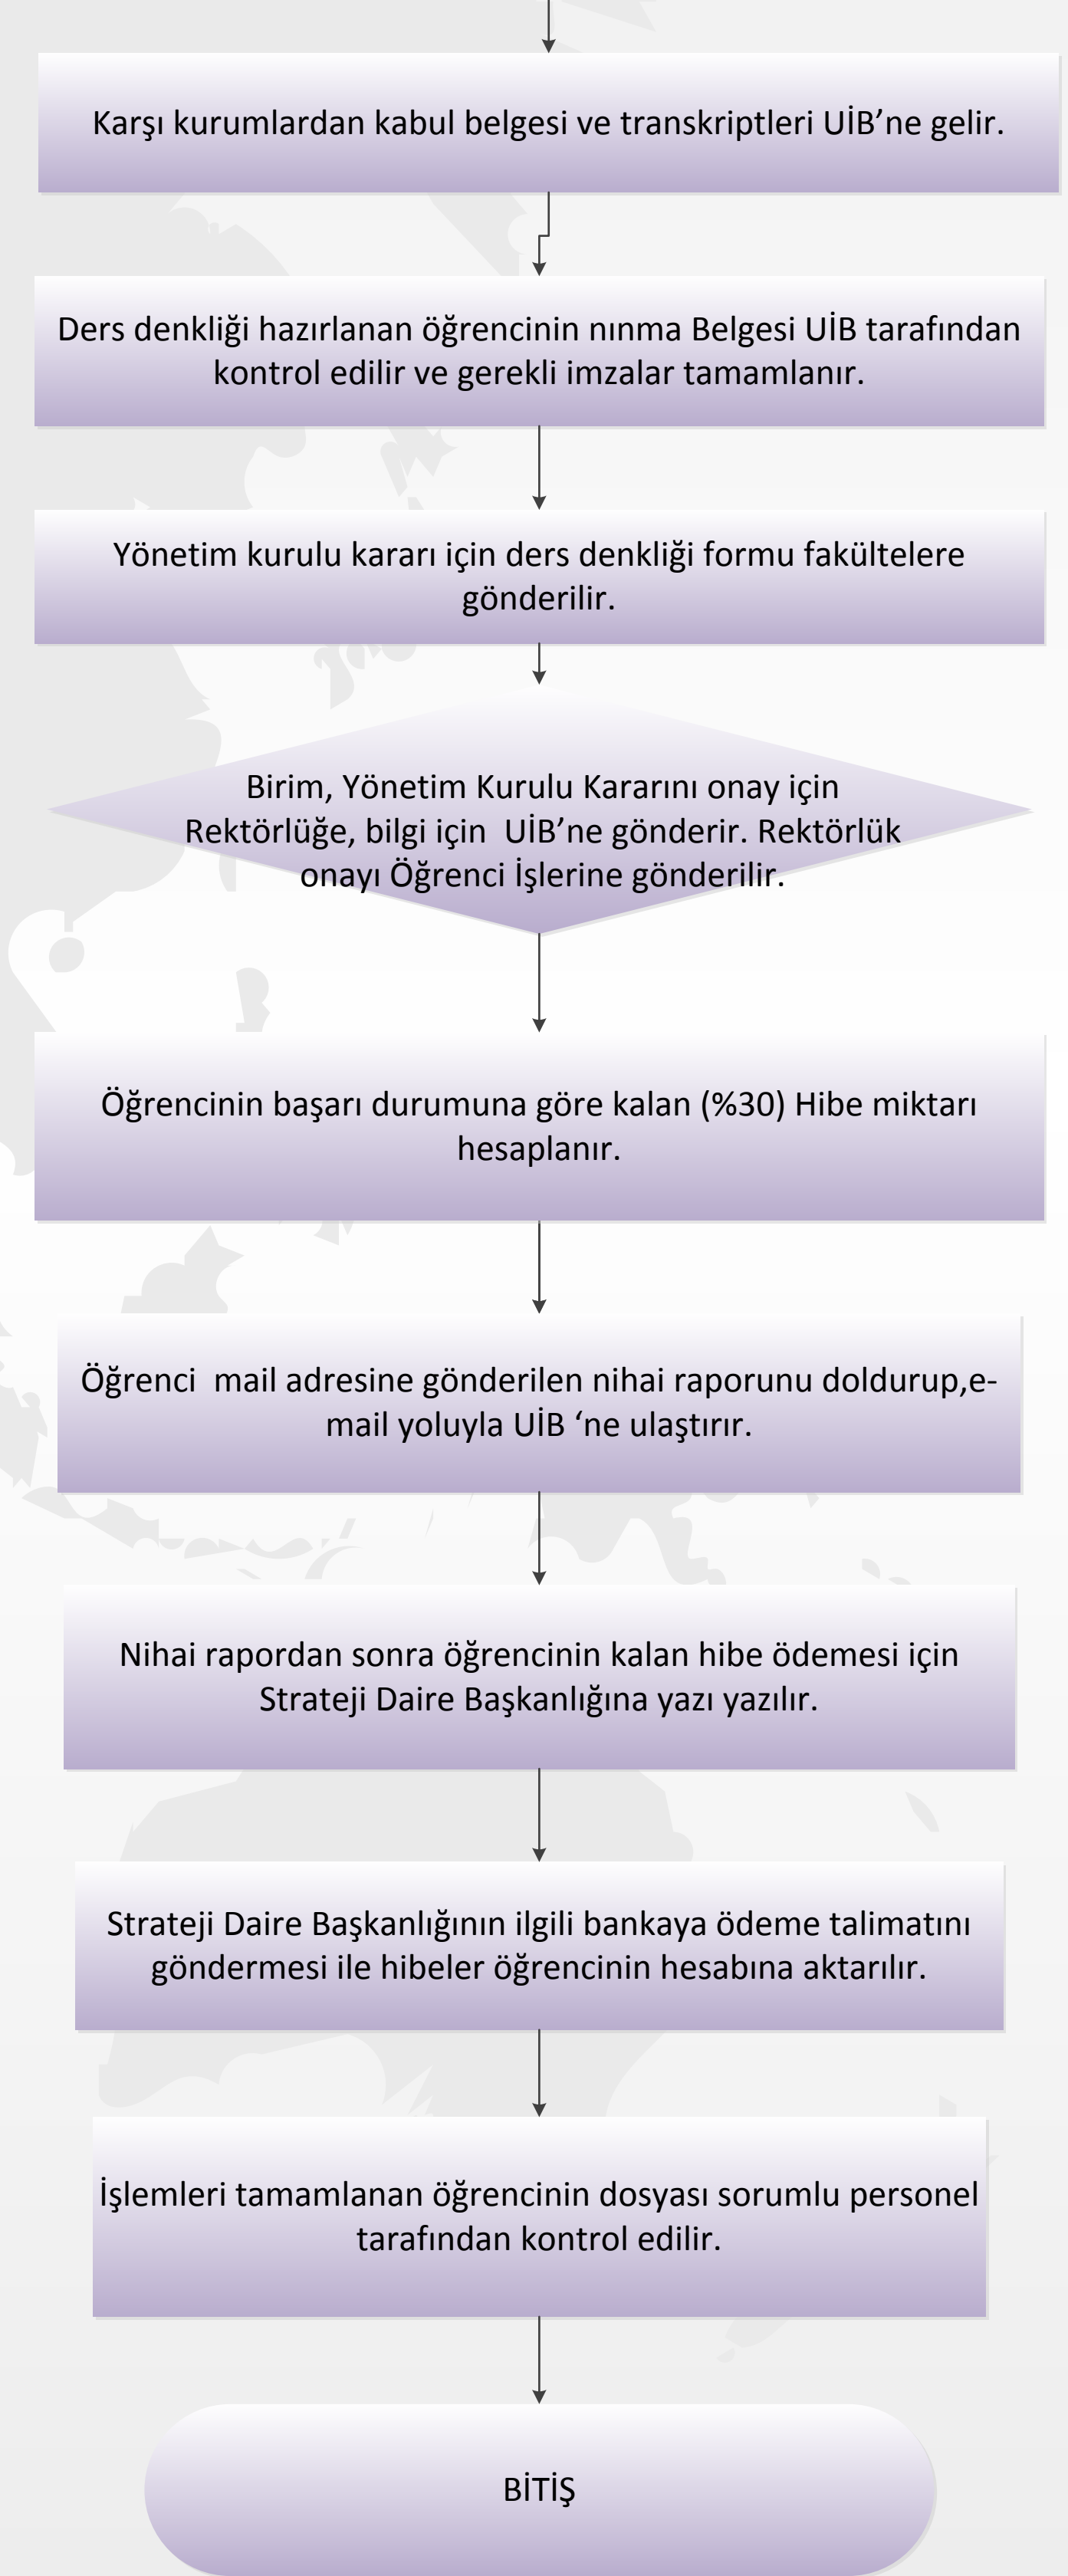 Karşı kurumlardan kabul belgesi ve transkriptleri UİB’ne gelir.
Ders denkliği hazırlanan öğrencinin nınma Belgesi UİB tarafından
kontrol edilir ve gerekli imzalar tamamlanır.
Yönetim kurulu kararı için ders denkliği formu fakültelere
gönderilir.
Birim, Yönetim Kurulu Kararını onay için
Rektörlüğe, bilgi için  UİB’ne gönderir. Rektörlük
onayı Öğrenci İşlerine gönderilir.
Öğrencinin başarı durumuna göre kalan (%30) Hibe miktarı
hesaplanır.
Öğrenci  mail adresine gönderilen nihai raporunu doldurup,e-
mail yoluyla UİB ‘ne ulaştırır.
Nihai rapordan sonra öğrencinin kalan hibe ödemesi için
Strateji Daire Başkanlığına yazı yazılır.
Strateji Daire Başkanlığının ilgili bankaya ödeme talimatını
göndermesi ile hibeler öğrencinin hesabına aktarılır.
İşlemleri tamamlanan öğrencinin dosyası sorumlu personel
tarafından kontrol edilir.
BİTİŞ